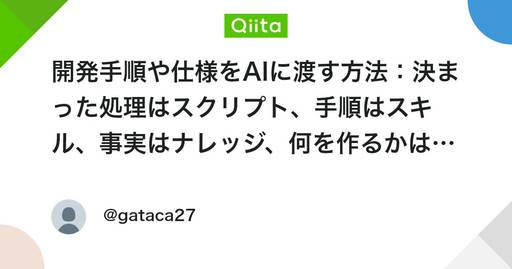 Qiita
開発手順や仕様をAIに渡す方法：決ま
った処理はスクリプト、手順はスキ
ル、事実はナレッジ、何を作るかは…
@gataca27